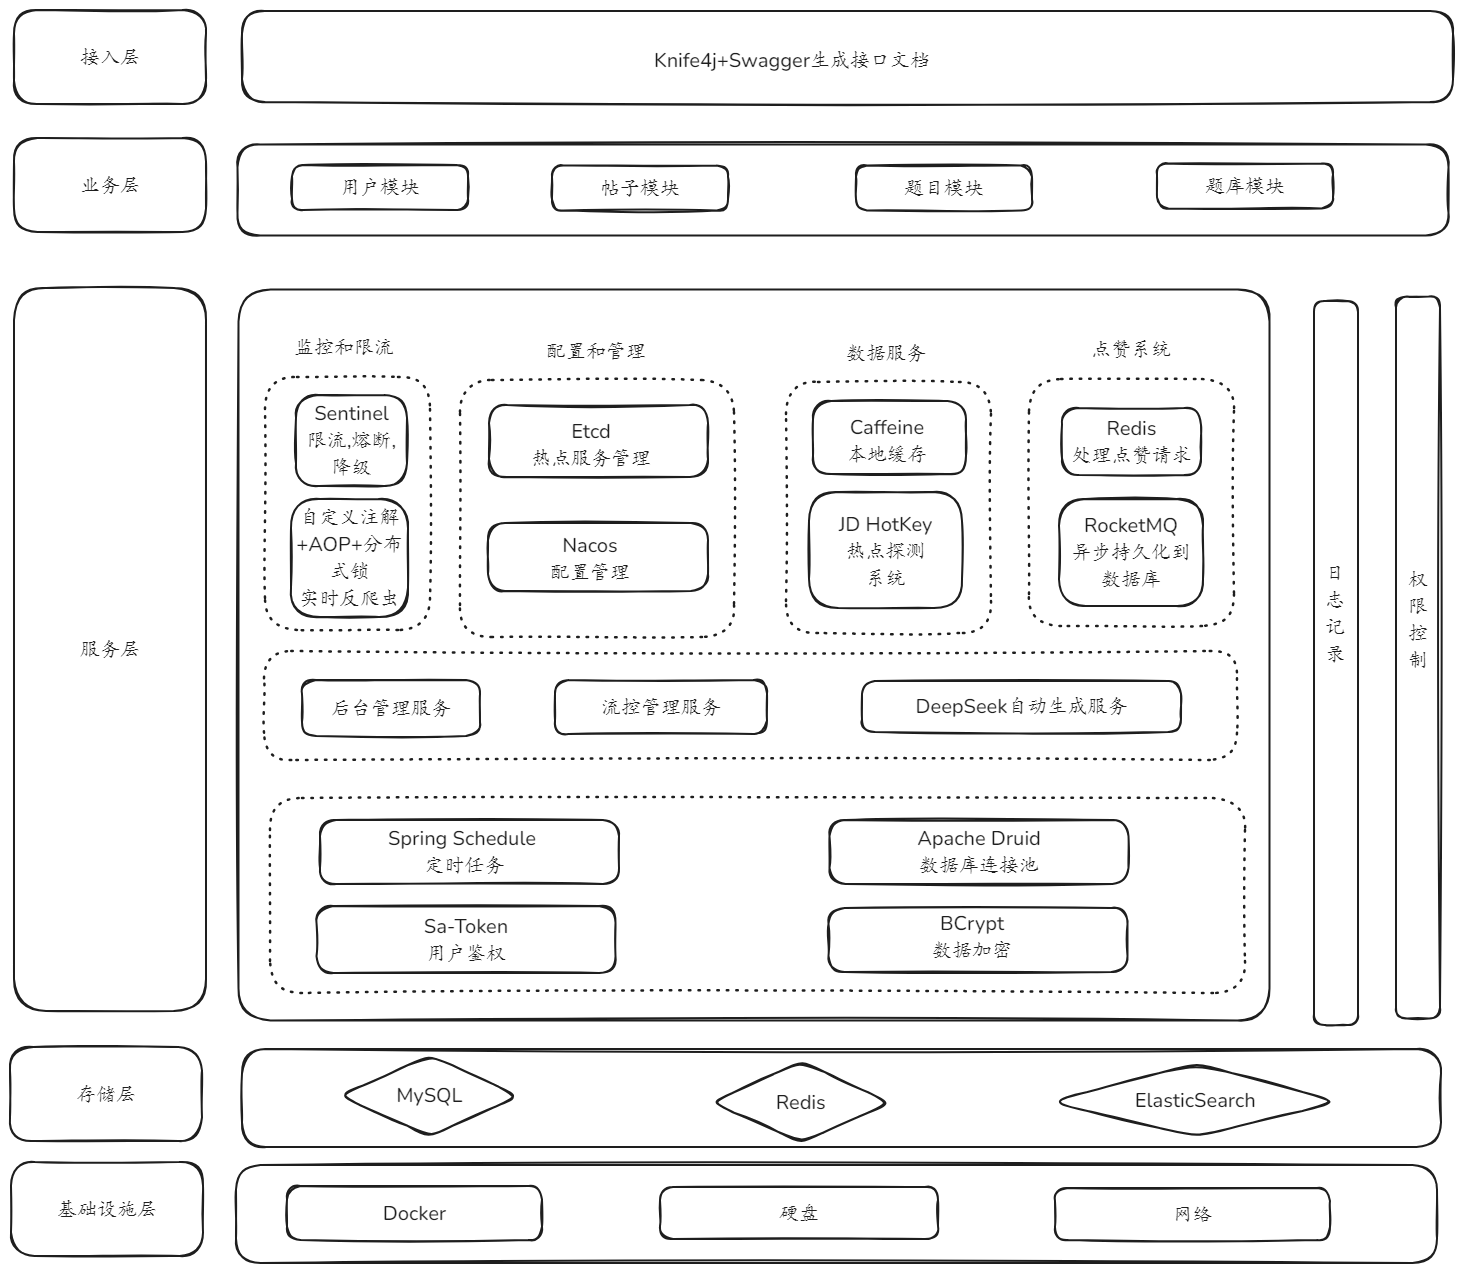 接入层
Knife4j+Swagger生成接口文档
业务层
用户模块
帖子模块
题目模块
题库模块
服务层
监控和限流
Sentinel
限流,熔断,
降级
自定义注解
+AOP+分布
式锁
实时反爬虫
配置和管理
Etcd
热点服务管理
Nacos
配置管理
数据服务
Caffeine
本地缓存
JD HotKey
热点探测
系统
点赞系统
Redis
处理点赞请求
RocketMQ
异步持久化到
数据库
后台管理服务
流控管理服务
DeepSeek自动生成服务
Spring Schedule
定时任务
Apache Druid
数据库连接池
Sa-Token
用户鉴权
BCrypt
数据加密
日
志
记
录
权
限
控
制
存储层
MySQL
Redis
ElasticSearch
基础设施层
Docker
硬盘
网络